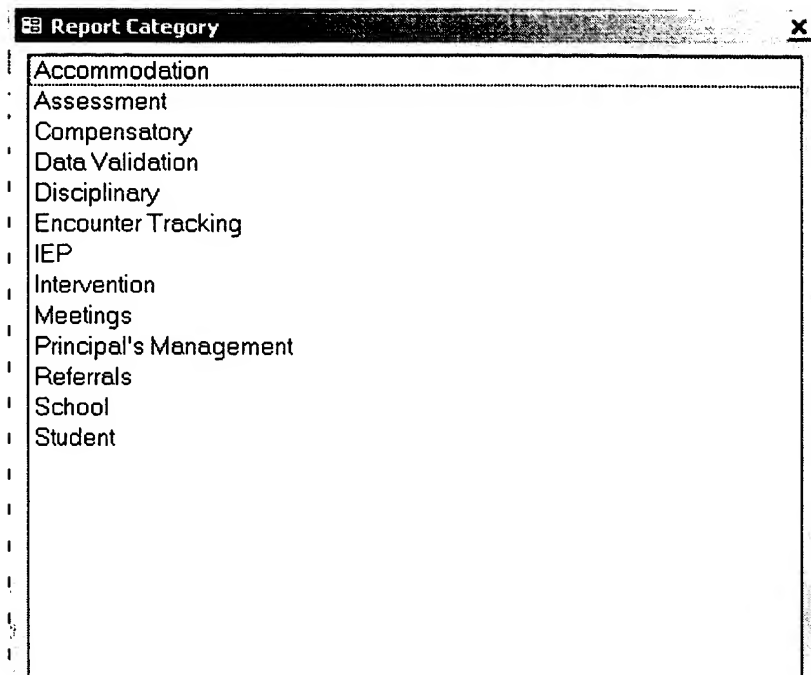 Report Category
Accommodation
Assessment
Compensatory
Data Validation
Disciplinary
Encounter Tracking
IEP
Intervention
Meetings
Principal's Management
Referrals
School
Student